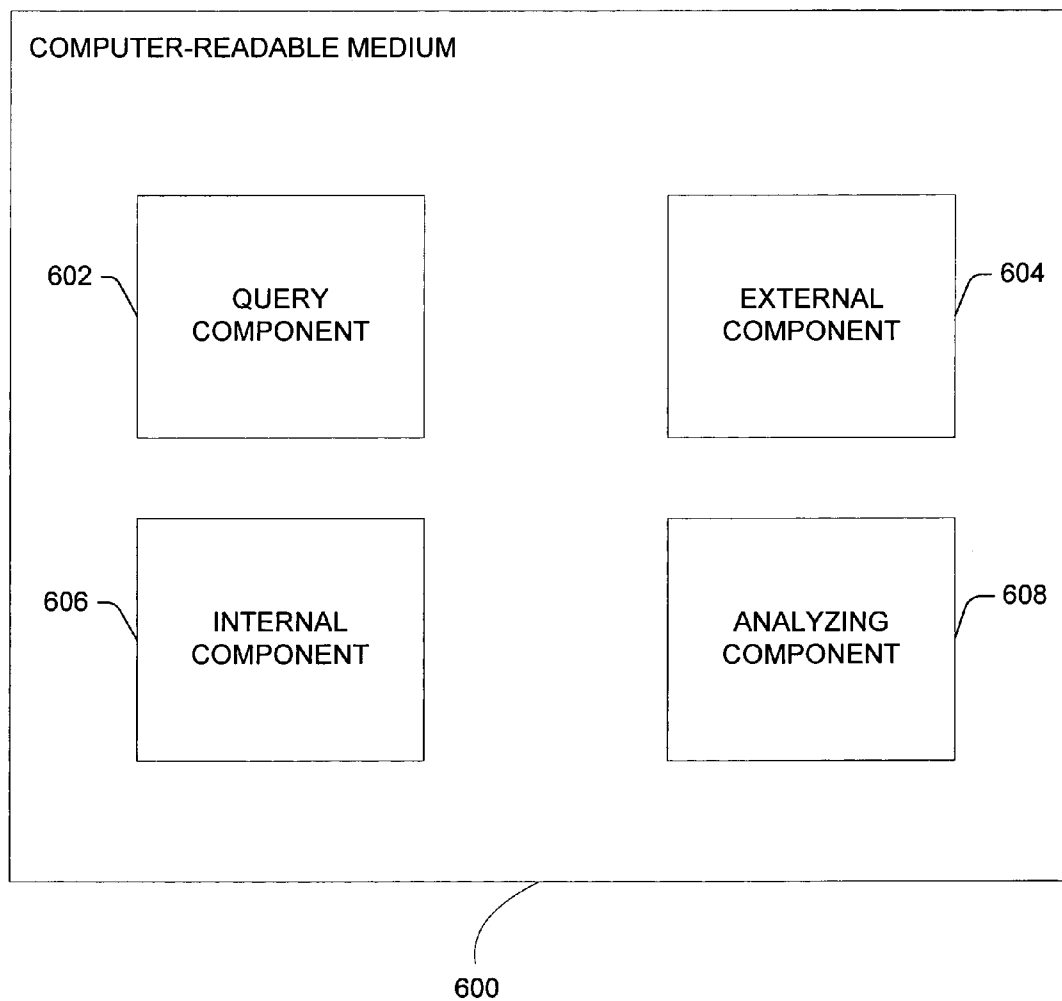 COMPUTER-READABLE MEDIUM
602
QUERY
COMPONENT
EXTERNAL
COMPONENT
604
606
INTERNAL
COMPONENT
ANALYZING
COMPONENT
608
600